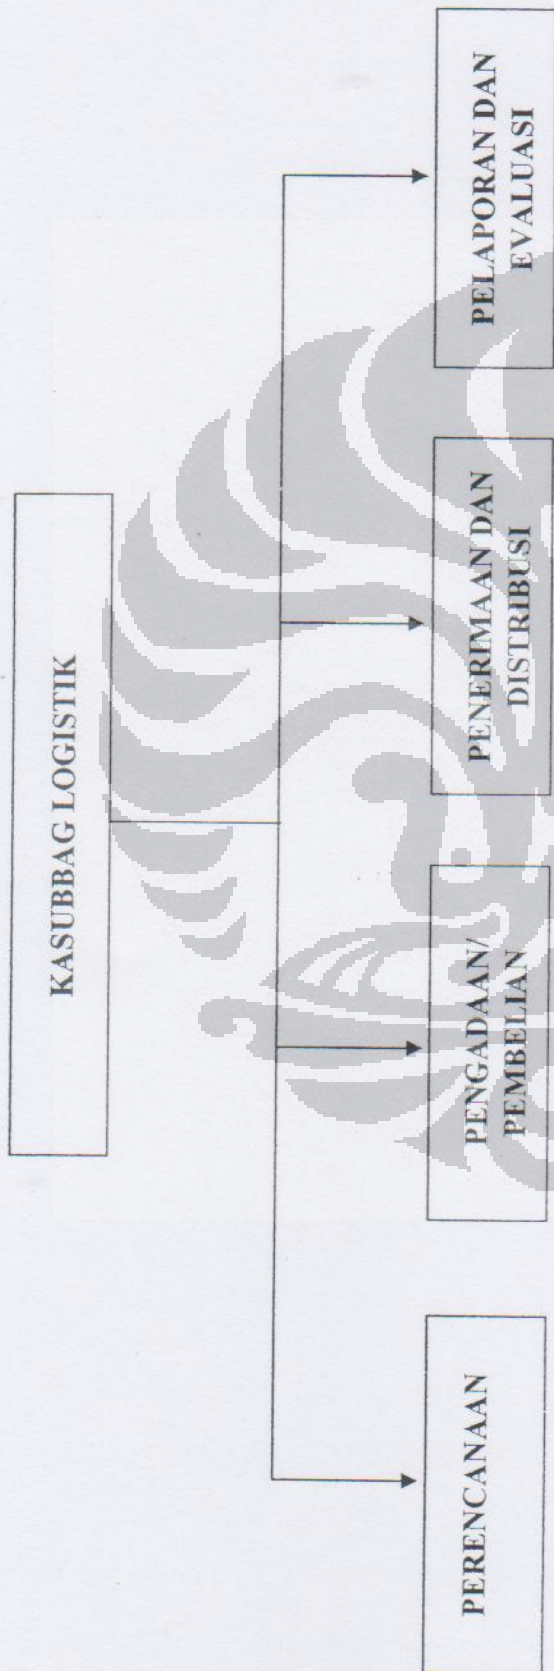 KASUBBAG LOGISTIK
PERENCANAAN
PENGADAAN/
PEMBELIAN
PENERIMAAN DAN
DISTRIBUSI
PELAPORAN DAN
EVALUASI